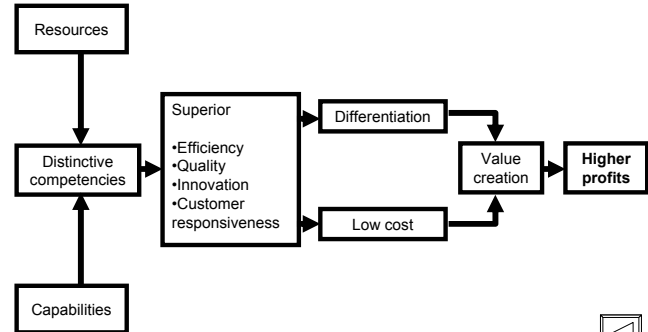 Resources
Distinctive
competencies
Capabilities
Superior
•Efficiency
•Quality
•Innovation
•Customer
responsiveness
Differentiation
Low cost
Value
creation
Higher
profits